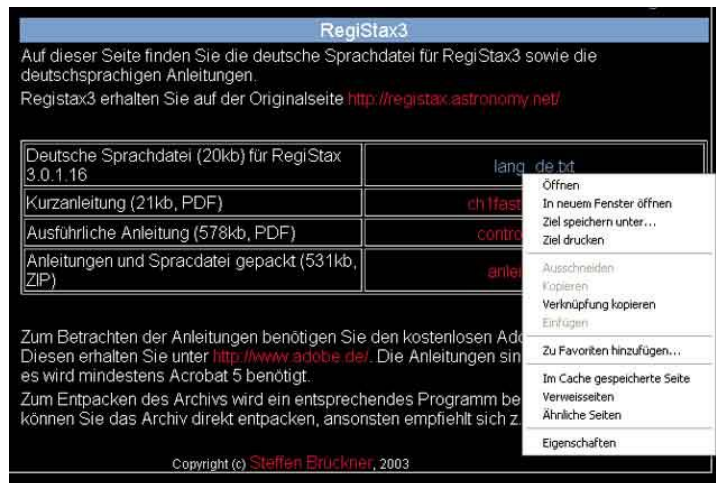 RegiStax3
Auf dieser Seite finden Sie die deutsche Sprachdatei für RegiStax3 sowie die
deutschsprachigen Anleitungen.
Registax3 erhalten Sie auf der Originalseite http://registax.astronomy.net/
Deutsche Sprachdatei (20kb) für RegiStax
3.0.1.16
lang_de.txt
Kurzanleitung (21kb, PDF)
ch1fast
Ausführliche Anleitung (578kb, PDF)
contro
Anleitungen und Spracdatei gepackt (531kb,
ZIP)
anlei
Öffnen
In neuem Fenster öffnen
Ziel speichern unter...
Ziel drucken
Ausschneiden
Kopieren
Verknüpfung kopieren
Einfügen
Zu Favoriten hinzufügen...
Im Cache gespeicherte Seite
Verweisseiten
Ähnliche Seiten
Eigenschaften
Zum Betrachten der Anleitungen benötigen Sie den kostenlosen Ado
Diesen erhalten Sie unter http://www.adobe.de/. Die Anleitungen sin
es wird mindestens Acrobat 5 benötigt.
Zum Entpacken des Archivs wird ein entsprechendes Programm be
können Sie das Archiv direkt entpacken, ansonsten empfiehlt sich z.
Copyright (c) Steffen Brückner, 2003